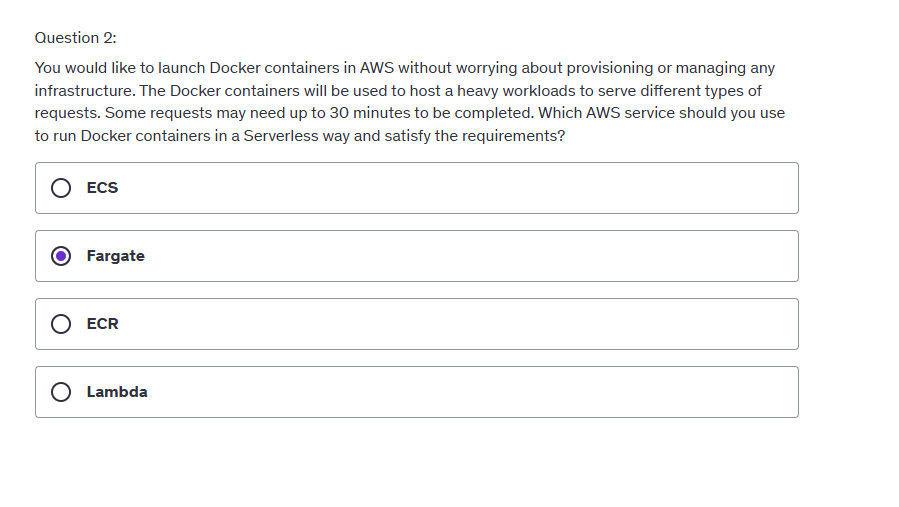 Question 2:
You would like to launch Docker containers in AWS without worrying about provisioning or managing any
infrastructure. The Docker containers will be used to host a heavy workloads to serve different types of
requests. Some requests may need up to 30 minutes to be completed. Which AWS service should you use
to run Docker containers in a Serverless way and satisfy the requirements?
ECS
Fargate
ECR
Lambda